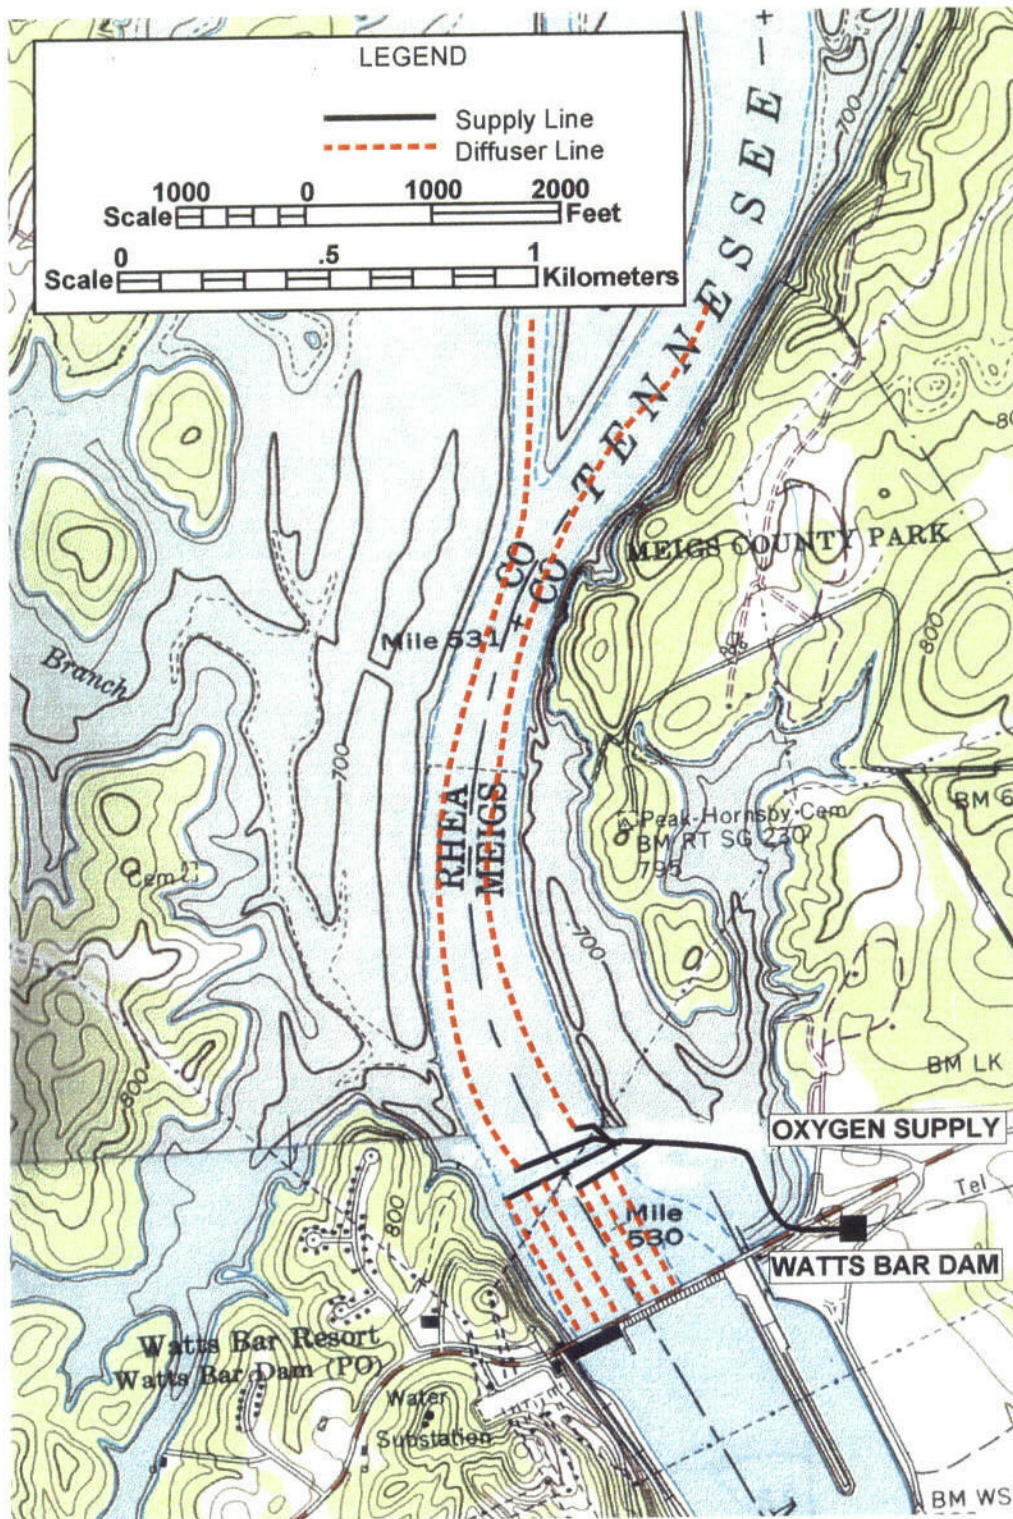 LEGEND
Supply Line
Diffuser Line
1000 0 1000 2000
Scale Feet
0 .5 1
Scale Kilometers
700
TENNESSEE
MEIGS COUNTY PARK
800
CO
CO
Mile 531
Branch
700
RHEA
MEIGS
Peak-Hornsby Cem
BM RT SG 230
795
BM 6
Cem
700
800
BM LK
OXYGEN SUPPLY
Tel
Mile
530
WATTS BAR DAM
800
Watts Bar Resort
Watts Bar Dam (PO)
Water
Substation
BM WS